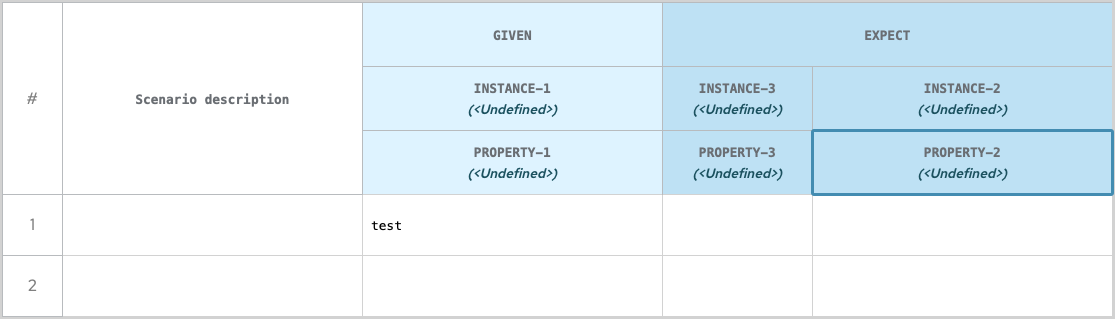 #
Scenario description
GIVEN
EXPECT
INSTANCE-1
(<Undefined>)
INSTANCE-3
(<Undefined>)
INSTANCE-2
(<Undefined>)
PROPERTY-1
(<Undefined>)
PROPERTY-3
(<Undefined>)
PROPERTY-2
(<Undefined>)
1
test
2